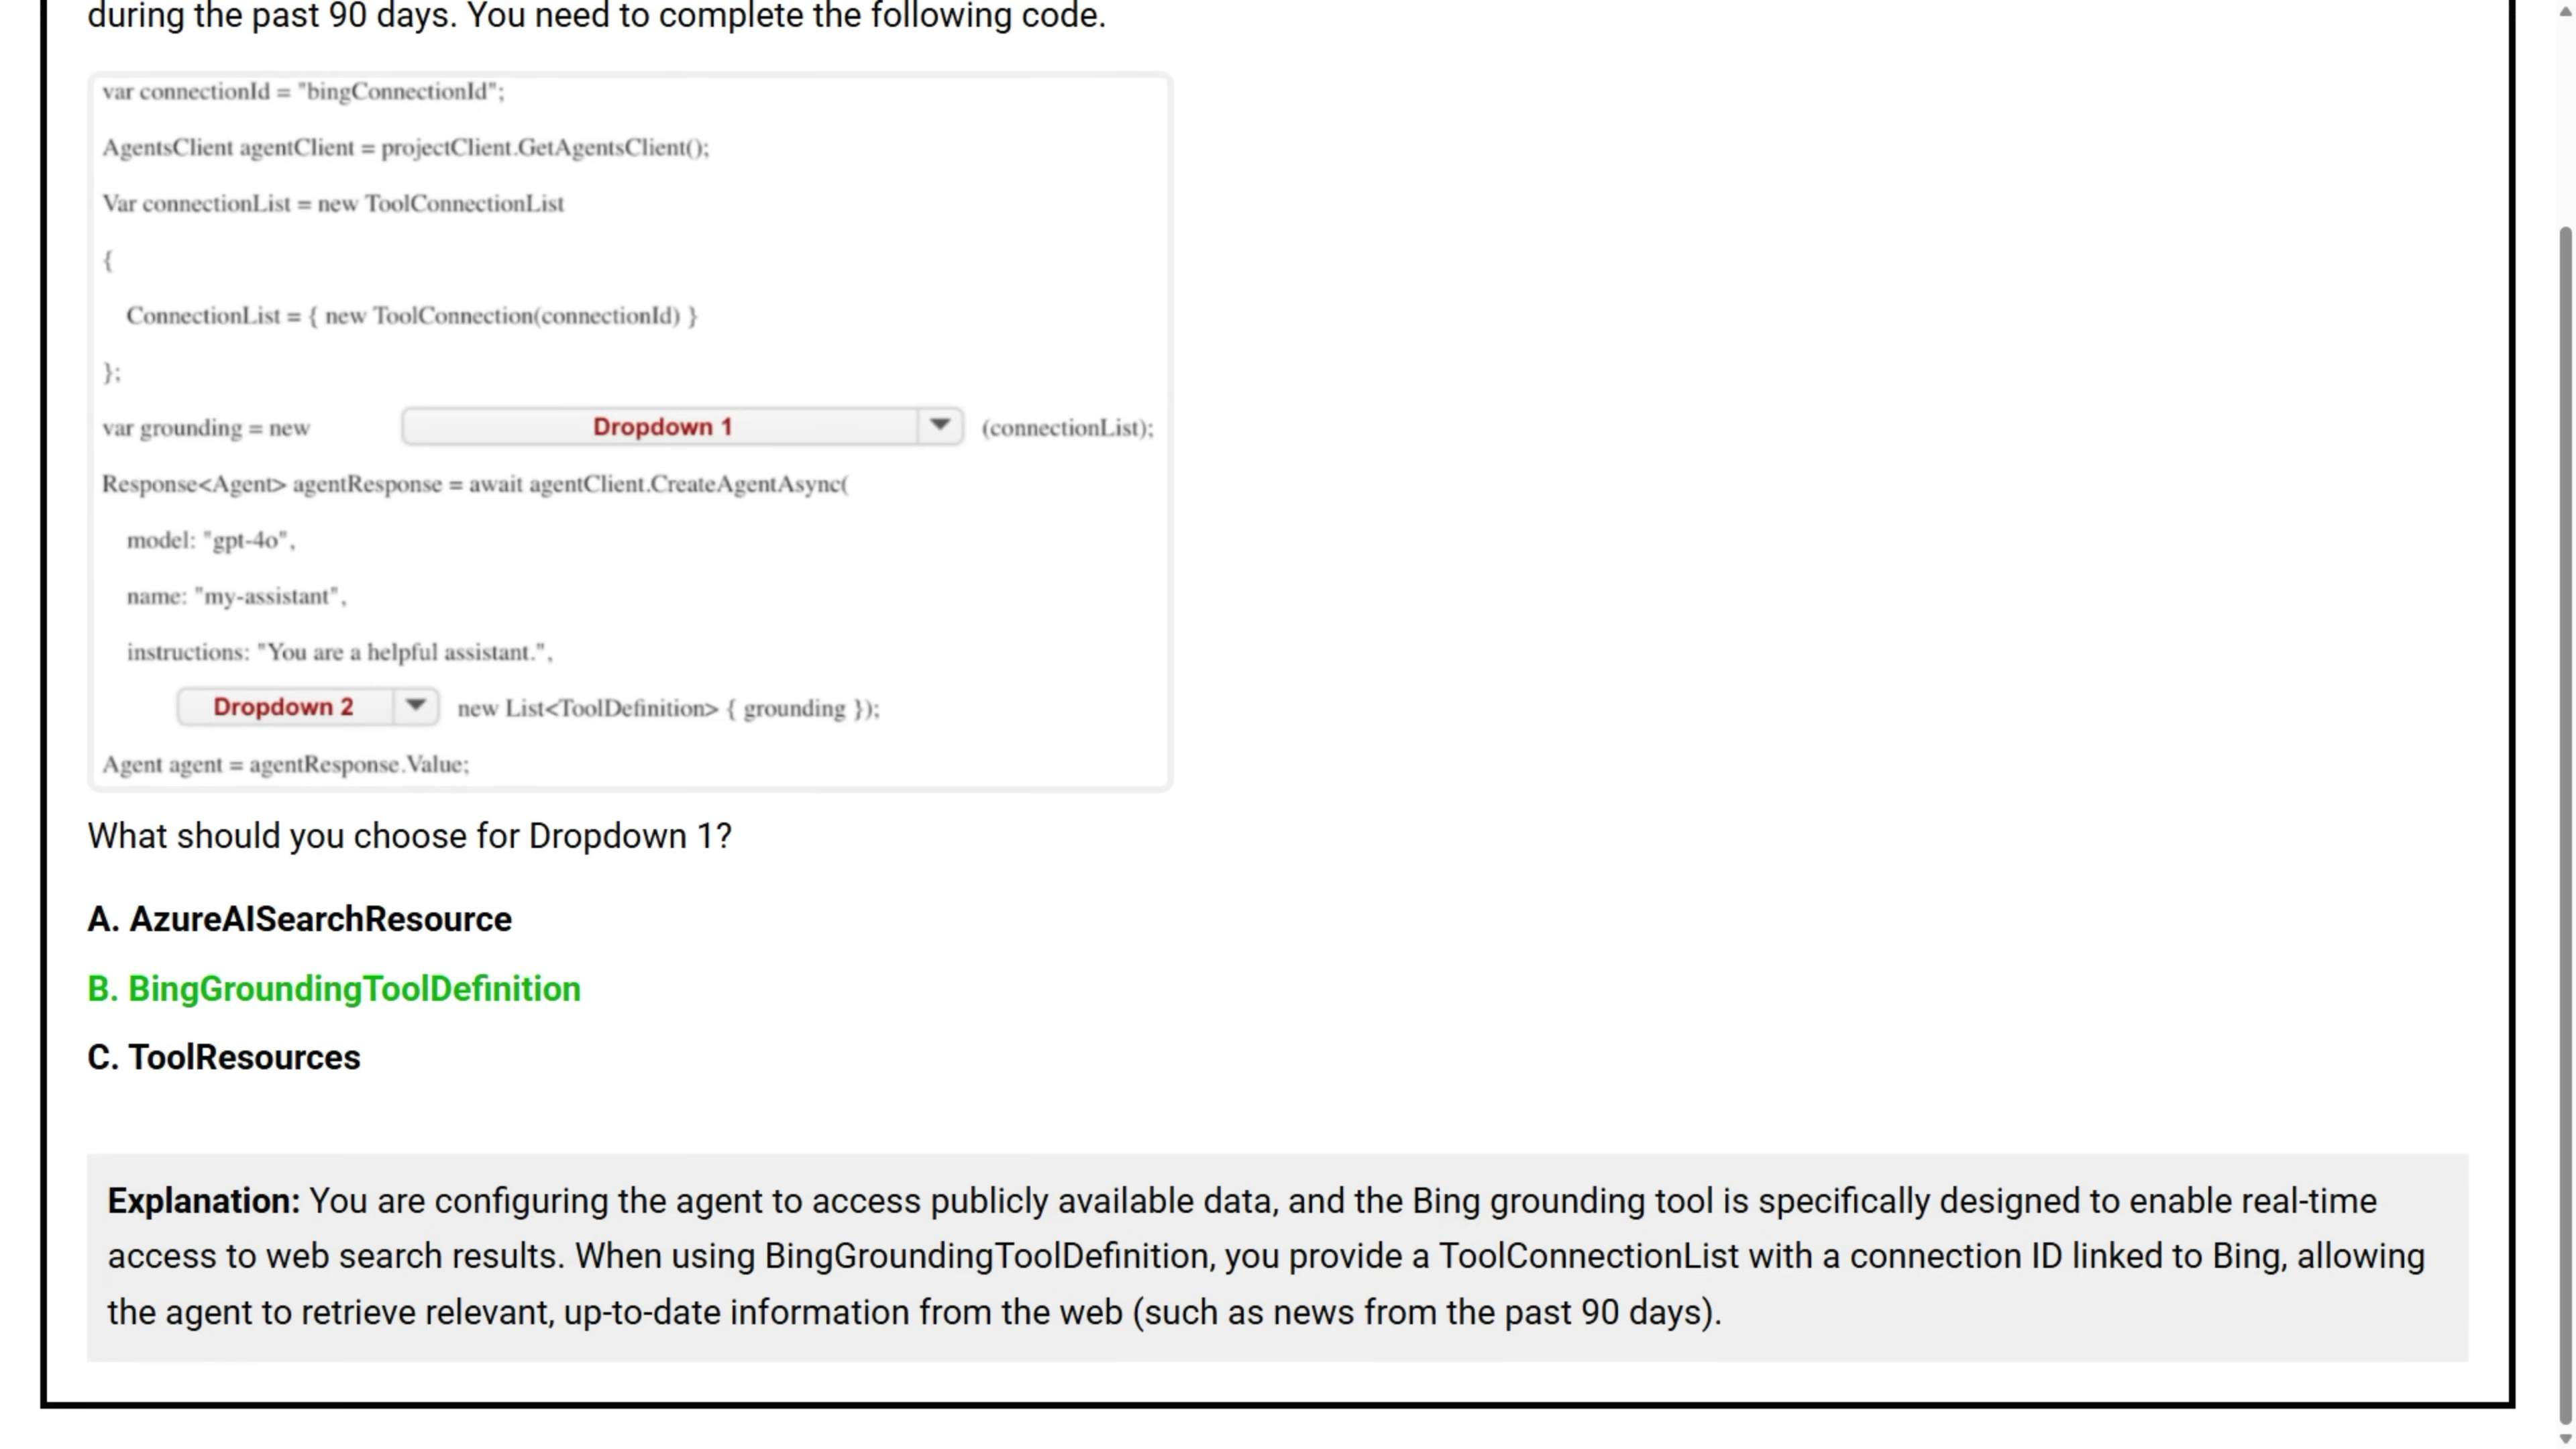 during the past 90 days. You need to complete the following code.
var connectionId = "bingConnectionId";
AgentsClient agentClient = projectClient.GetAgentsClient();
Var connectionList = new ToolConnectionList
{
ConnectionList = { new ToolConnection(connectionId) }
};
var grounding = new Dropdown 1 (connectionList);
Response<Agent> agentResponse = await agentClient.CreateAgentAsync(
model: "gpt-4o",
name: "my-assistant",
instructions: "You are a helpful assistant.",
Dropdown 2 new List<ToolDefinition> { grounding });
Agent agent = agentResponse.Value;
What should you choose for Dropdown 1?
A. AzureAISearchResource
B. BingGroundingToolDefinition
C. ToolResources
Explanation: You are configuring the agent to access publicly available data, and the Bing grounding tool is specifically designed to enable real-time
access to web search results. When using BingGroundingToolDefinition, you provide a ToolConnectionList with a connection ID linked to Bing, allowing
the agent to retrieve relevant, up-to-date information from the web (such as news from the past 90 days).